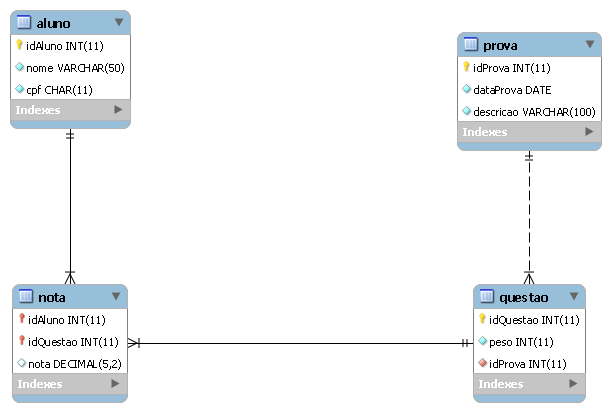 aluno
idAluno INT(11)
nome VARCHAR(50)
cpf CHAR(11)
Indexes
prova
idProva INT(11)
dataProva DATE
descricao VARCHAR(100)
Indexes
nota
idAluno INT(11)
idQuestao INT(11)
nota DECIMAL(5,2)
Indexes
questao
idQuestao INT(11)
peso INT(11)
idProva INT(11)
Indexes